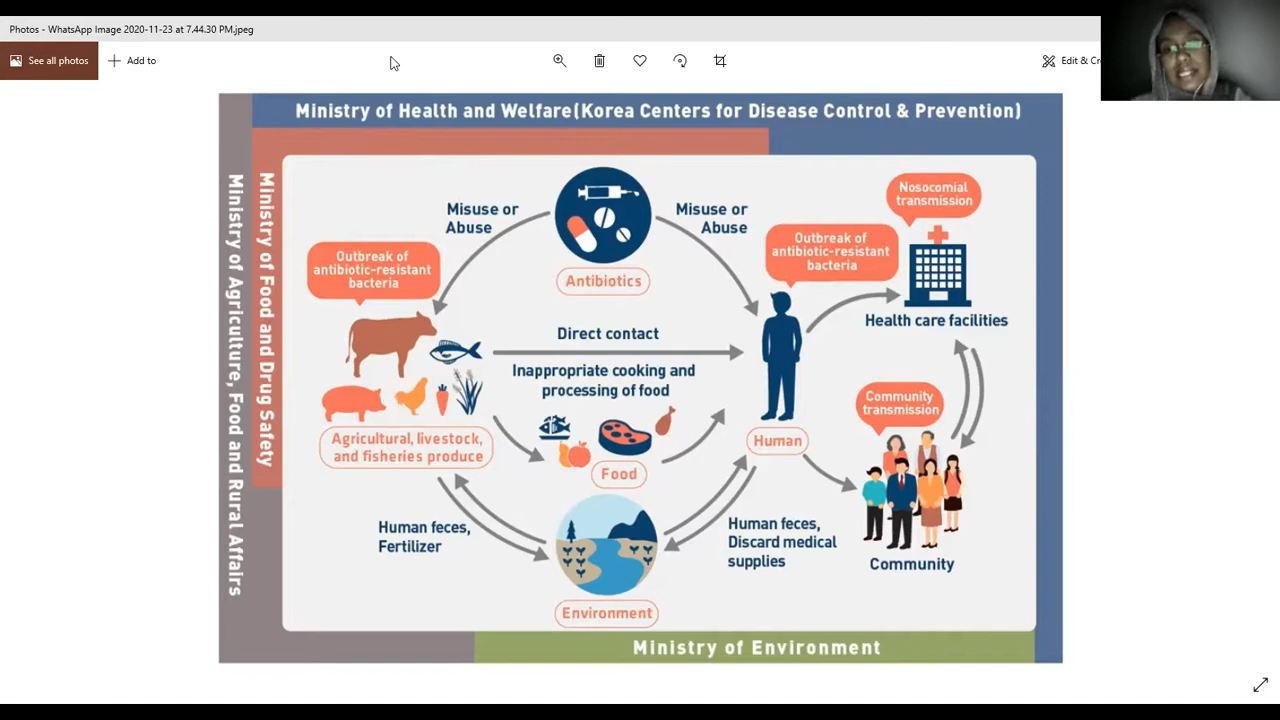 Photos - WhatsApp Image 2020-11-23 at 7.44.30 PM.jpeg
See all photos
Add to
Edit & Cr
Ministry of Health and Welfare(Korea Centers for Disease Control & Prevention)
Ministry of Agriculture, Food and Rural Affairs
Ministry of Food and Drug Safety
Misuse or
Abuse
Misuse or
Abuse
Nosocomial
transmission
Outbreak of
antibiotic-resistant
bacteria
Outbreak of
antibiotic-resistant
bacteria
Antibiotics
Health care facilities
Direct contact
Inappropriate cooking and
processing of food
Community
transmission
Agricultural, livestock,
and fisheries produce
Human
Food
Human feces,
Fertilizer
Human feces,
Discard medical
supplies
Community
Environment
Ministry of Environment